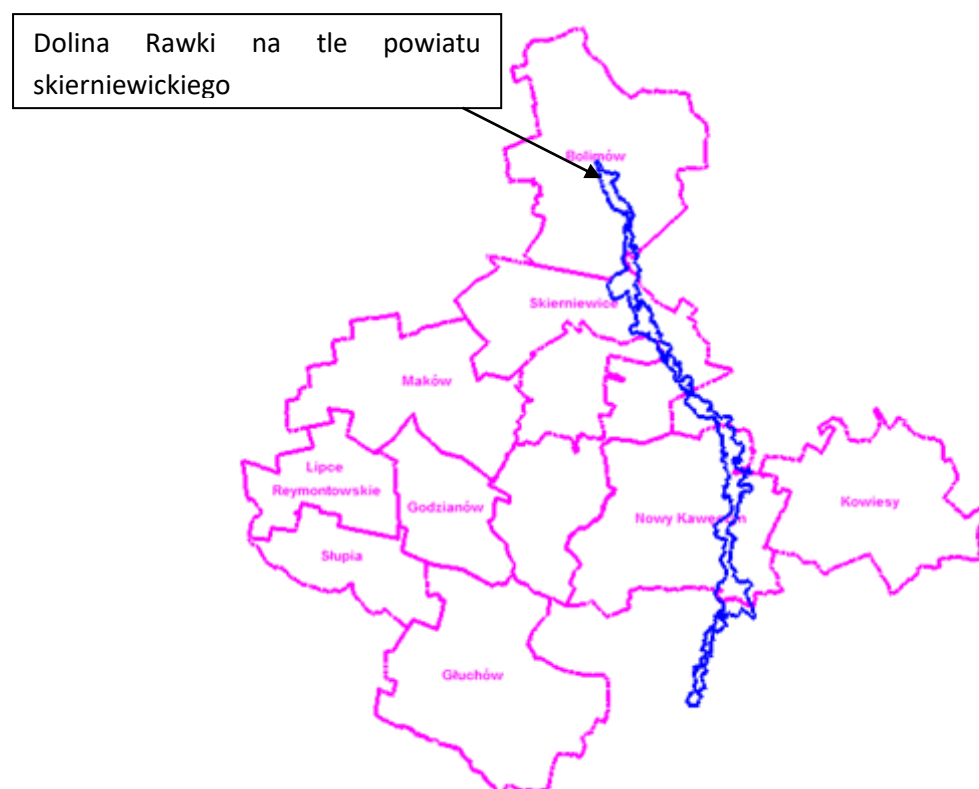 Dolina Rawki na tle powiatu
skierniewickiego
Bolimów
Skierniewice
Maków
Lipce
Reymontowskie
Godzianów
Nowy Kawęczyn
Kowiesy
Słupia
Głuchów